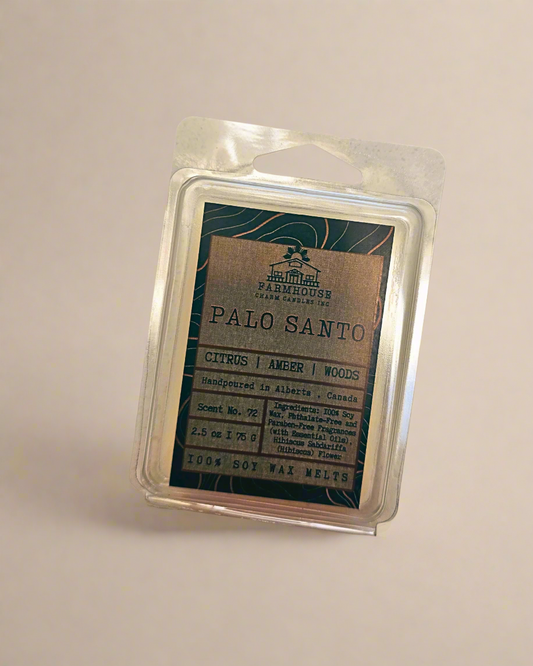 FARMHOUSE
CHARM CANDLES INC
PALO SANTO
CITRUS | AMBER | WOODS
Handpoured in Alberta , Canada
Scent No. 72
2.5 oz I 75 G
Ingredients: 100% Soy
Wax, Phthalate-Free and
Paraben-Free Fragrances
(with Essential Oils),
Hibiscus Sabdariffa
(Hibiscus) Flower
100% SOY WAX MELTS